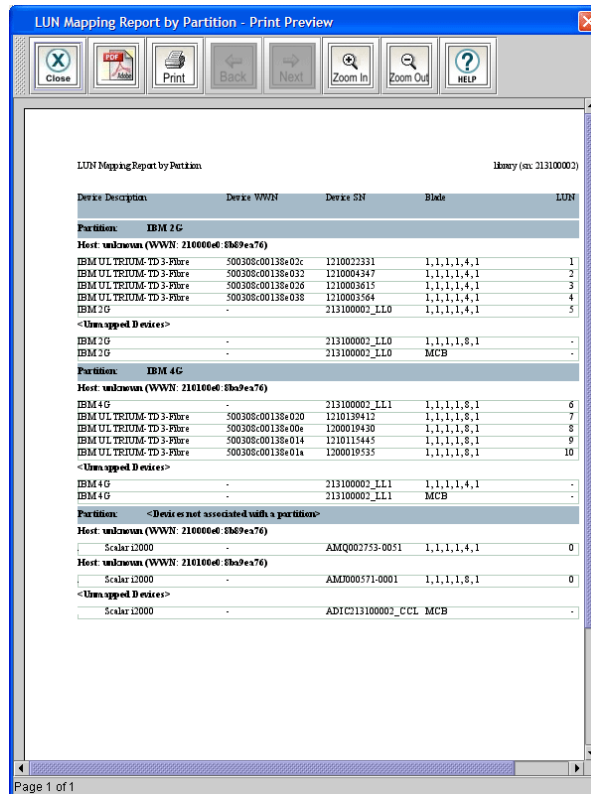 LUN Mapping Report by Partition - Print Preview
Close PDF Adobe Print Back Next Zoom In Zoom Out HELP
LUN Mapping Report by Partition library (sn: 213100002)
Device Description Device WWN Device SN Blade LUN
Partition: IBM 2G
Host: unknown (WWN: 210000e0:8b89ea76)
IBM ULTRIUM-TD3-Fibre 500308c00138e02c 1210022331 1,1,1,1,4,1 1
IBM ULTRIUM-TD3-Fibre 500308c00138e032 1210004347 1,1,1,1,4,1 2
IBM ULTRIUM-TD3-Fibre 500308c00138e026 1210003615 1,1,1,1,4,1 3
IBM ULTRIUM-TD3-Fibre 500308c00138e038 1210003564 1,1,1,1,4,1 4
IBM 2G - 213100002_LL0 1,1,1,1,4,1 5
<Unmapped Devices>
IBM 2G - 213100002_LL0 1,1,1,1,8,1 -
IBM 2G - 213100002_LL0 MCB -
Partition: IBM 4G
Host: unknown (WWN: 210100e0:8ba9ea76)
IBM 4G - 213100002_LL1 1,1,1,1,8,1 6
IBM ULTRIUM-TD3-Fibre 500308c00138e020 1210139412 1,1,1,1,8,1 7
IBM ULTRIUM-TD3-Fibre 500308c00138e00e 1200019430 1,1,1,1,8,1 8
IBM ULTRIUM-TD3-Fibre 500308c00138e014 1210115445 1,1,1,1,8,1 9
IBM ULTRIUM-TD3-Fibre 500308c00138e01a 1200019535 1,1,1,1,8,1 10
<Unmapped Devices>
IBM 4G - 213100002_LL1 1,1,1,1,4,1 -
IBM 4G - 213100002_LL1 MCB -
Partition: <Devices not associated with a partition>
Host: unknown (WWN: 210000e0:8b89ea76)
Scalar i2000 - AMQ002753-0051 1,1,1,1,4,1 0
Host: unknown (WWN: 210100e0:8ba9ea76)
Scalar i2000 - AMJ000571-0001 1,1,1,1,8,1 0
<Unmapped Devices>
Scalar i2000 - ADIC213100002_CCL MCB -
Page 1 of 1